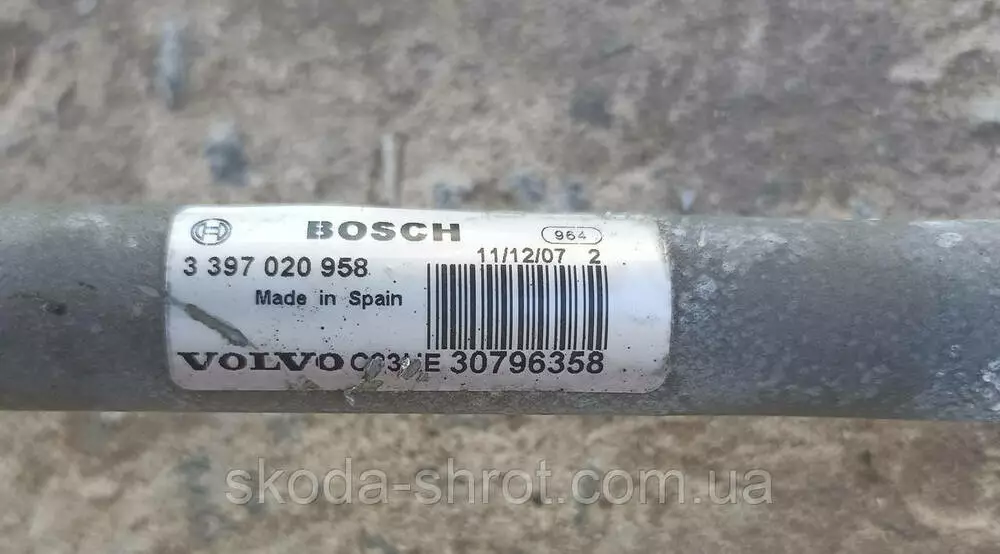 BOSCH 964
11/12/07 2
3 397 020 958
Made in Spain
VOLVO 30796358
skoda-shrot.com.ua